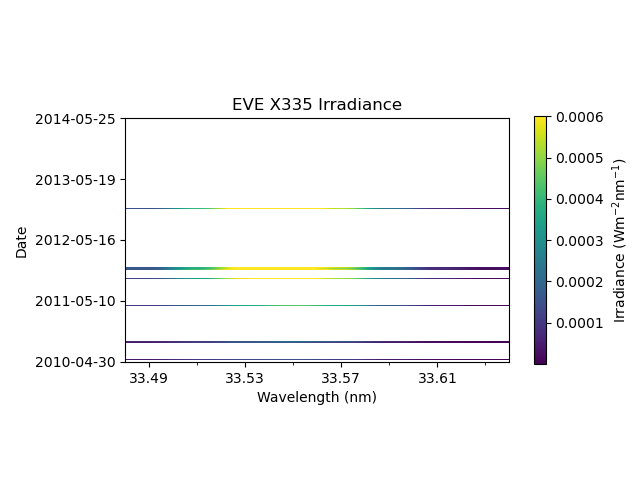 EVE X335 Irradiance
2014-05-25
2013-05-19
2012-05-16
2011-05-10
2010-04-30
Date
33.49 33.53 33.57 33.61
Wavelength (nm)
0.0006
0.0005
0.0004
0.0003
0.0002
0.0001
Irradiance (Wm⁻²nm⁻¹)